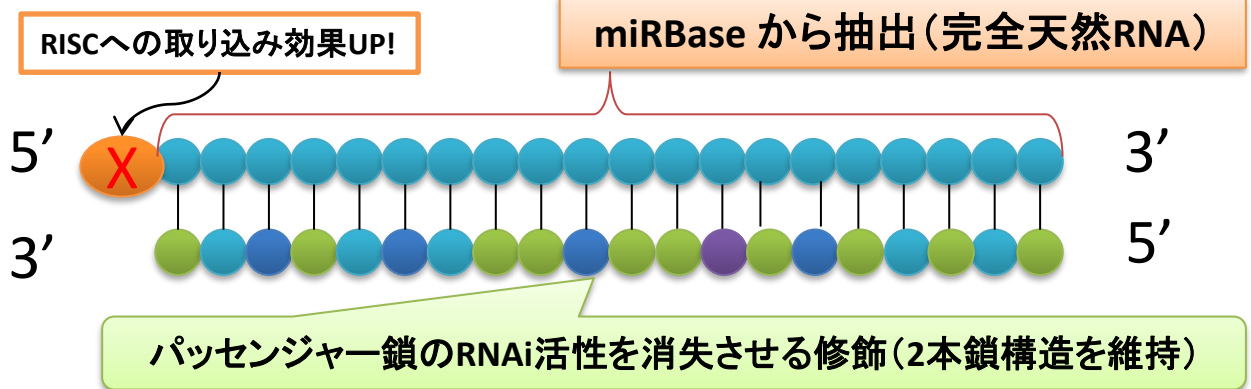 RISCへの取り込み効果UP!
miRBase から抽出（完全天然RNA）
5’
X
3’
3’
5’
パッセンジャー鎖のRNAi活性を消失させる修飾（2本鎖構造を維持）